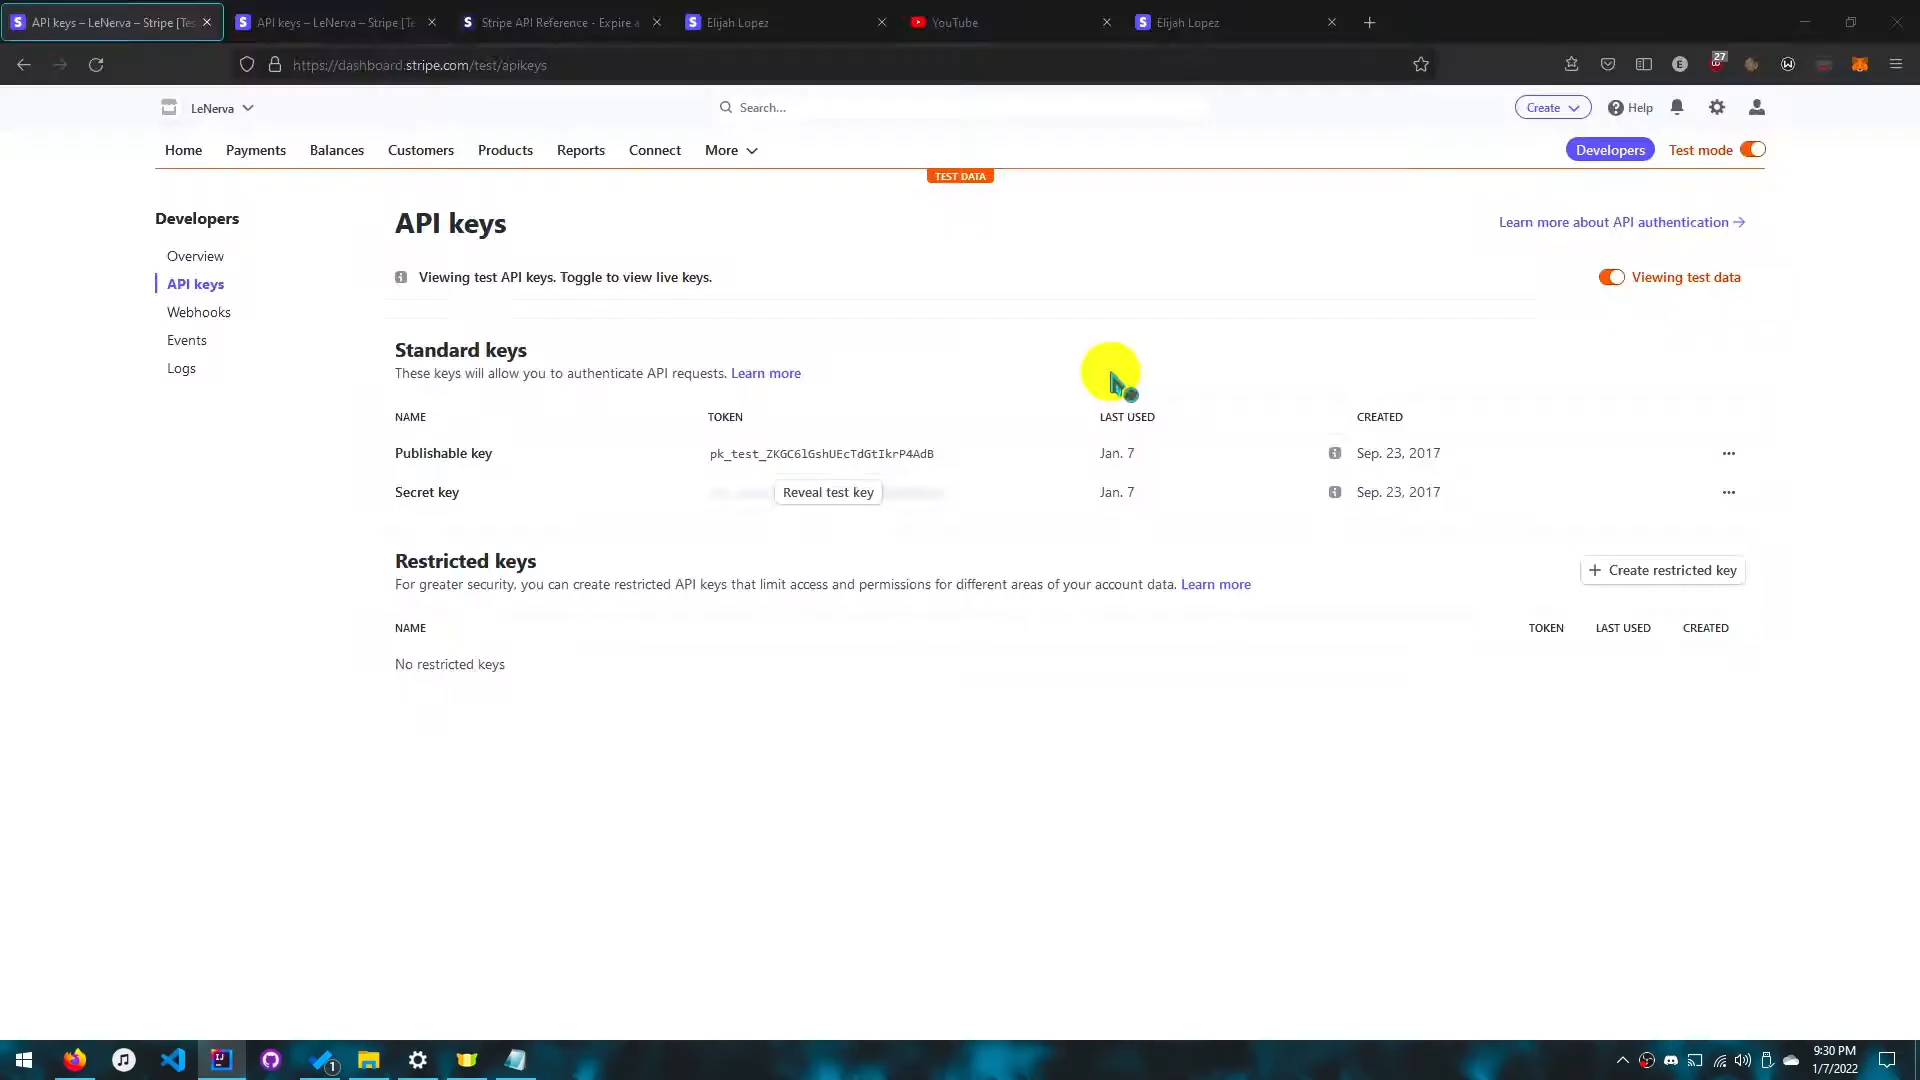 API keys – LeNerva – Stripe [Tes
API keys – LeNerva – Stripe [Te
Stripe API Reference - Expire a
Elijah Lopez
YouTube
Elijah Lopez
https://dashboard.stripe.com/test/apikeys
27
LeNerva
Search...
Create
Help
Home
Payments
Balances
Customers
Products
Reports
Connect
More
Developers
Test mode
TEST DATA
Developers
Overview
API keys
Webhooks
Events
Logs
API keys
Learn more about API authentication
Viewing test API keys. Toggle to view live keys.
Viewing test data
Standard keys
These keys will allow you to authenticate API requests. Learn more
NAME TOKEN LAST USED CREATED
Publishable key pk_test_ZKGC6lGshUEcTdGtIkrP4AdB Jan. 7 Sep. 23, 2017
Secret key Reveal test key Jan. 7 Sep. 23, 2017
Restricted keys
Create restricted key
For greater security, you can create restricted API keys that limit access and permissions for different areas of your account data. Learn more
NAME TOKEN LAST USED CREATED
No restricted keys
1
9:30 PM
1/7/2022